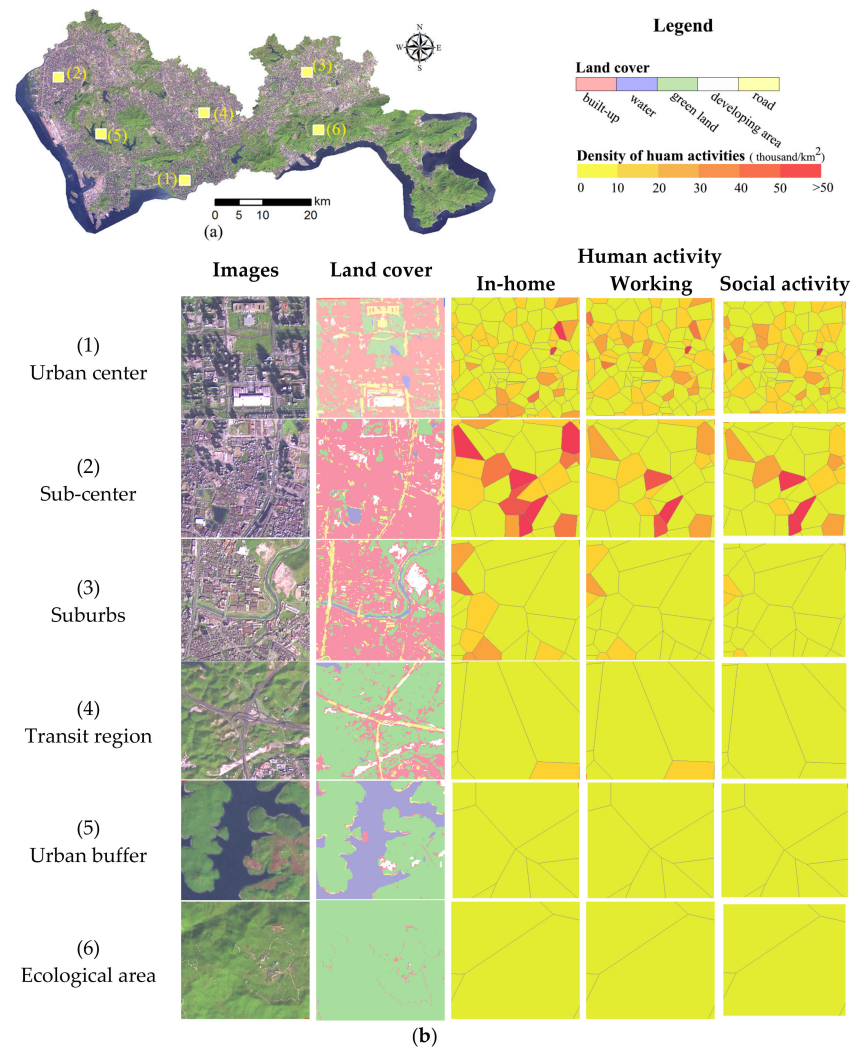 N
W E
S
(2)
(3)
(4)
(5)
(6)
(1)
km
0 5 10 20
(a)
Legend
Land cover
built-up water green land developing area road
Density of huam activities ( thousand/km2)
0 10 20 30 40 >50
Human activity
Images Land cover In-home Working Social activity
(1)
Urban center
(2)
Sub-center
(3)
Suburbs
(4)
Transit region
(5)
Urban buffer
(6)
Ecological area
(b)